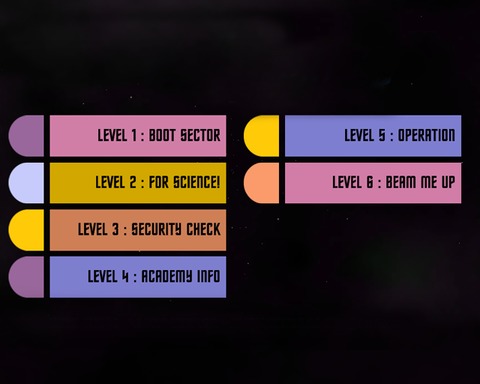 LEVEL 1 : BOOT SECTOR
LEVEL 2 : FOR SCIENCE!
LEVEL 3 : SECURITY CHECK
LEVEL 4 : ACADEMY INFO
LEVEL 5 : OPERATION
LEVEL 6 : BEAM ME UP